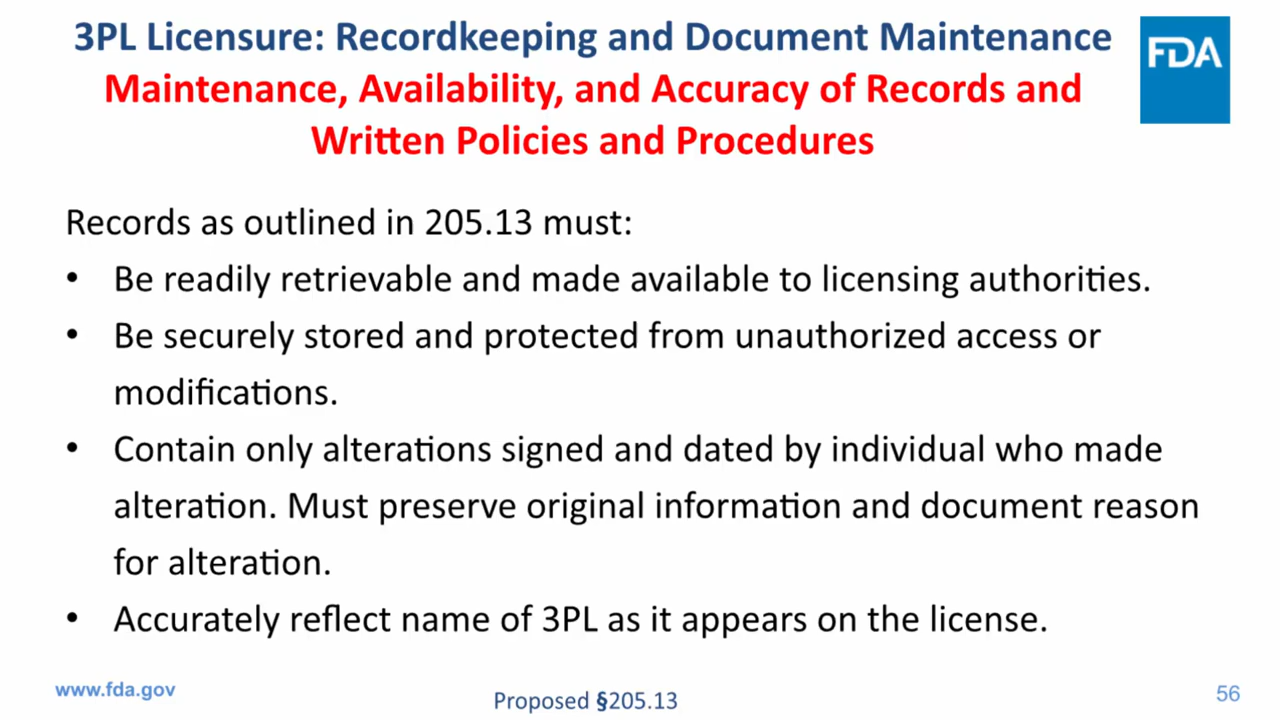 3PL Licensure: Recordkeeping and Document Maintenance
Maintenance, Availability, and Accuracy of Records and
Written Policies and Procedures
FDA
Records as outlined in 205.13 must:
• Be readily retrievable and made available to licensing authorities.
• Be securely stored and protected from unauthorized access or
modifications.
• Contain only alterations signed and dated by individual who made
alteration. Must preserve original information and document reason
for alteration.
• Accurately reflect name of 3PL as it appears on the license.
www.fda.gov
Proposed §205.13
56